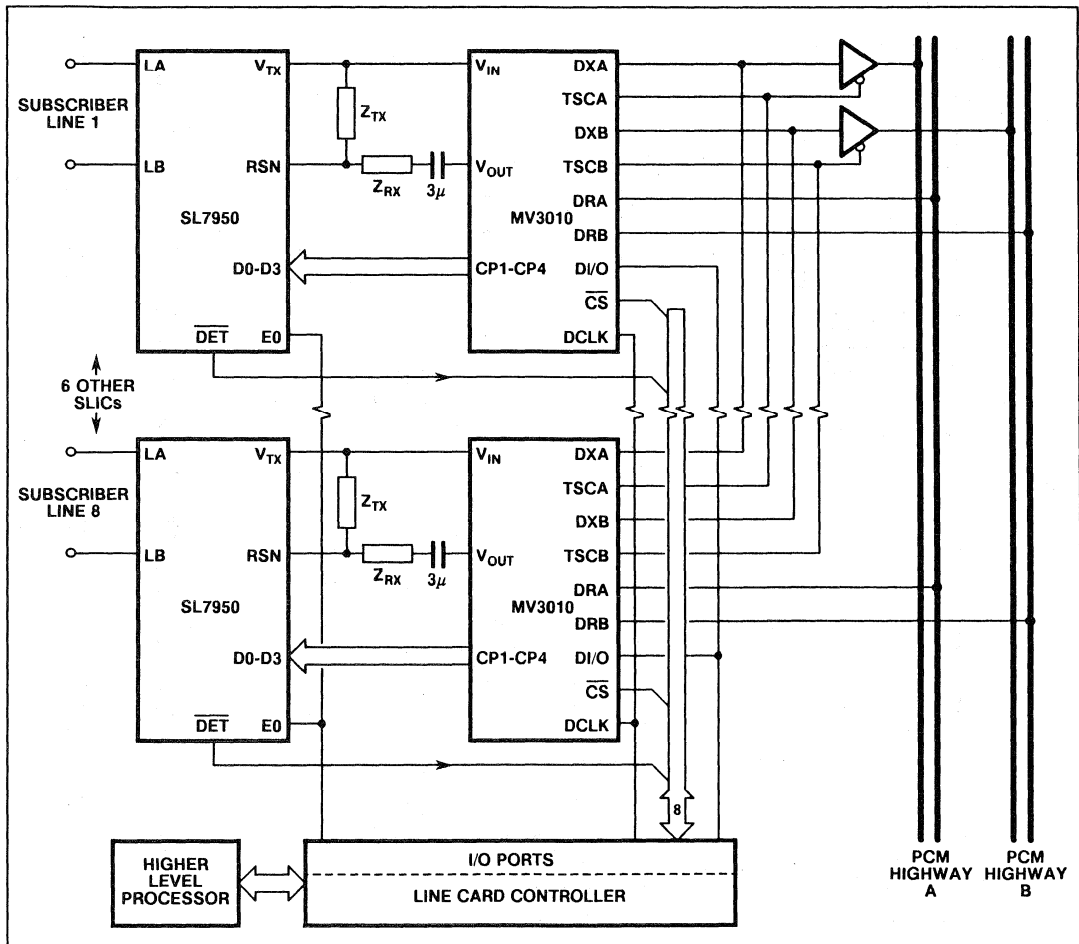 LA
VTX
VIN
DXA
TSCA
SUBSCRIBER
LINE 1
ZTX
DXB
LB
RSN
ZRX
3μ
VOUT
TSCB
DRA
SL7950
MV3010
DRB
D0-D3
CP1-CP4
DI/O
CS
DET
E0
DCLK
6 OTHER
SLICs
LA
VTX
VIN
DXA
TSCA
SUBSCRIBER
LINE 8
ZTX
DXB
LB
RSN
ZRX
3μ
VOUT
TSCB
DRA
SL7950
MV3010
DRB
D0-D3
CP1-CP4
DI/O
CS
DET
E0
DCLK
8
HIGHER
LEVEL
PROCESSOR
I/O PORTS
LINE CARD CONTROLLER
PCM
HIGHWAY
A
PCM
HIGHWAY
B